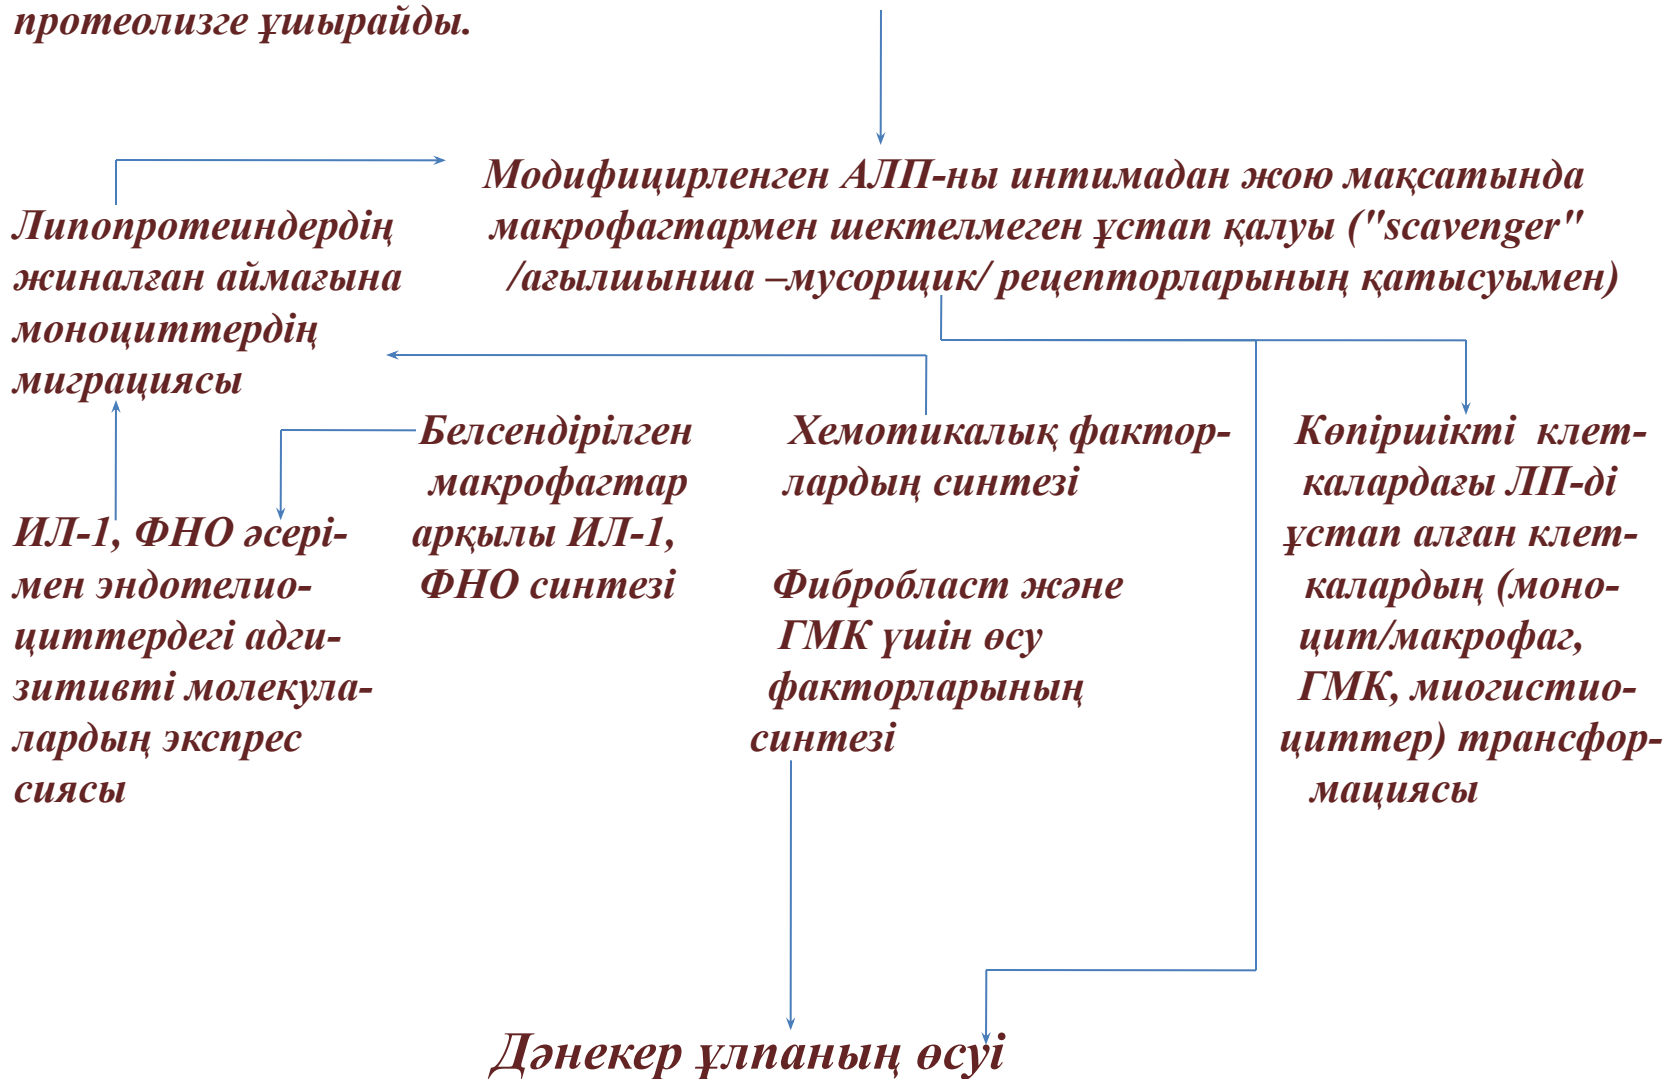 протеолизге ұшырайды.
Модифицирленген АЛП-ны интимадан жою мақсатында
макрофагтармен шектелмеген ұстап қалуы ("scavenger"
/ағылшынша –мусорщик/ рецепторларының қатысуымен)
Липопротеиндердің
жиналған аймағына
моноциттердің
миграциясы
Белсендірілген
макрофагтар
арқылы ИЛ-1,
ФНО синтезі
Хемотикалық фактор-
лардың синтезі
Фибробласт және
ГМК үшін өсу
факторларының
синтезі
Көпіршікті клет-
калардағы ЛП-ді
ұстап алған клет-
калардың (моно-
цит/макрофаг,
ГМК, миогистио-
циттер) трансфор-
мациясы
ИЛ-1, ФНО әсері-
мен эндотелио-
циттердегі адги-
зитивті молекула-
лардың экспрес
сиясы
Дәнекер ұлпаның өсуі